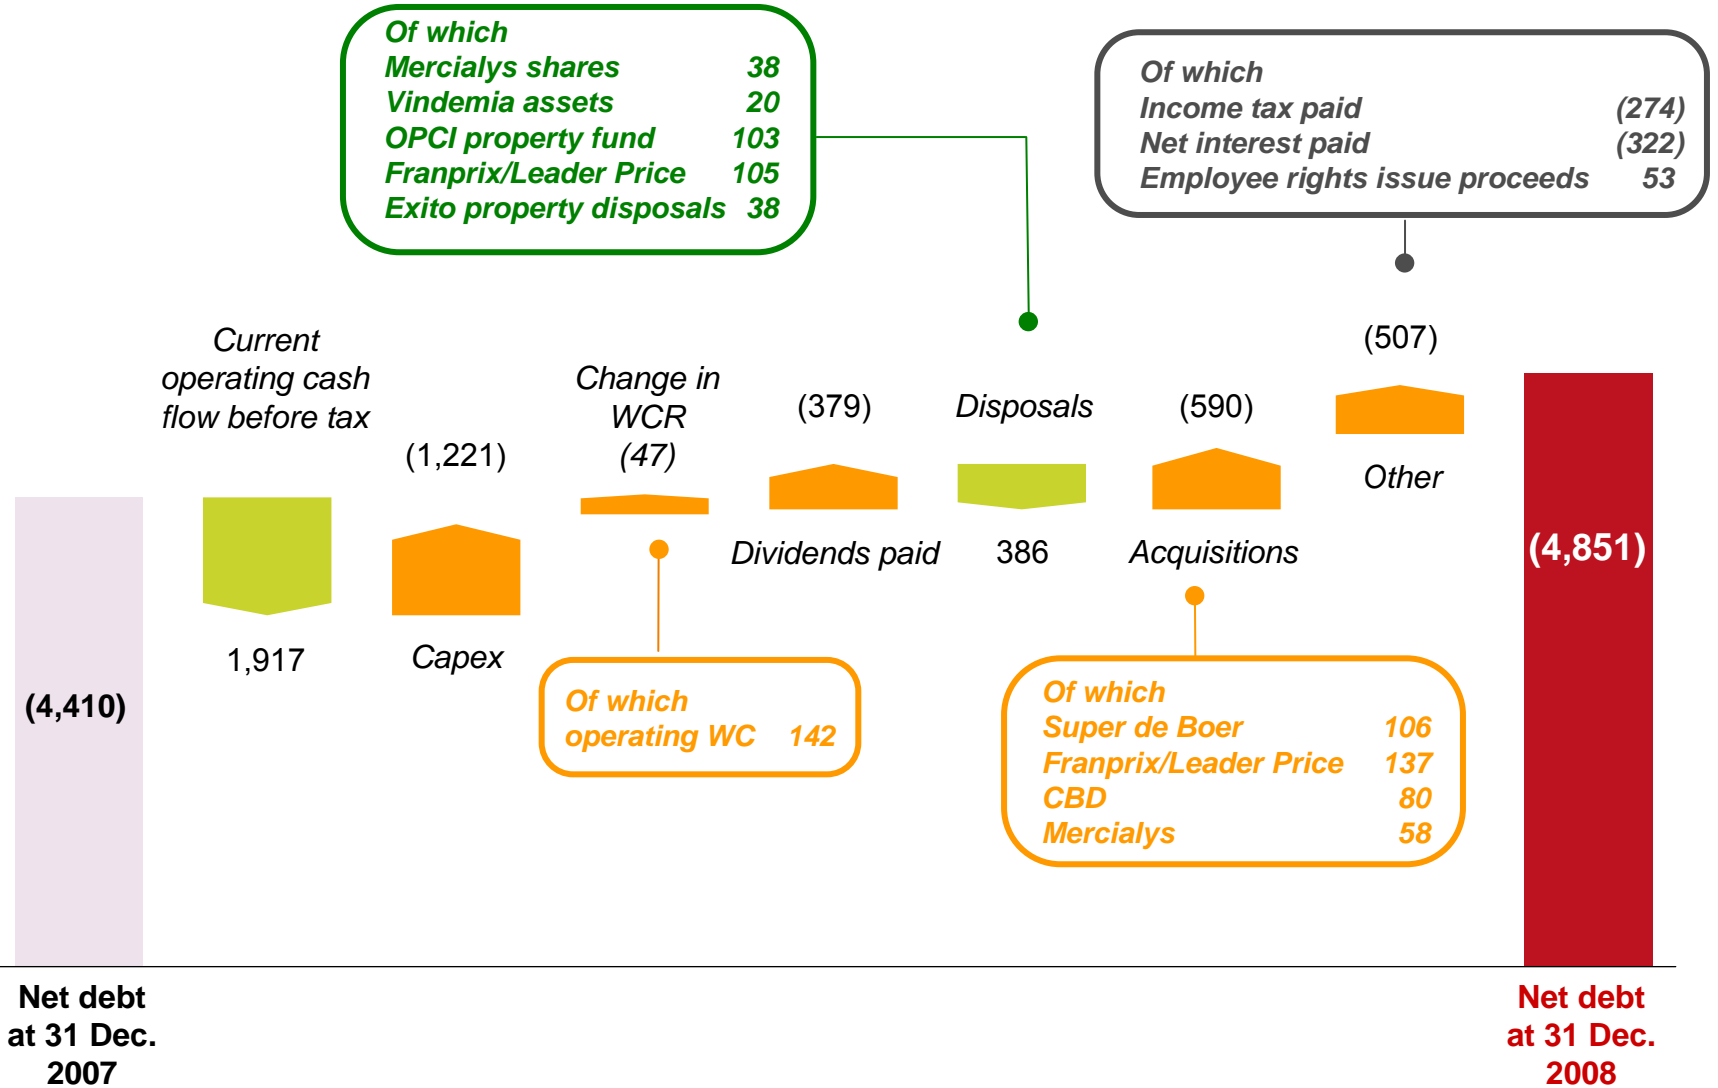 Of which
Mercialys shares 38
Vindemia assets 20
OPCI property fund 103
Franprix/Leader Price 105
Exito property disposals 38
Of which
Income tax paid (274)
Net interest paid (322)
Employee rights issue proceeds 53
Current
operating cash
flow before tax
1,917
(1,221)
Capex
Change in
WCR
(47)
(379)
Dividends paid
Disposals
386
(590)
Acquisitions
(507)
Other
(4,410)
(4,851)
Of which
operating WC 142
Of which
Super de Boer 106
Franprix/Leader Price 137
CBD 80
Mercialys 58
Net debt
at 31 Dec.
2007
Net debt
at 31 Dec.
2008